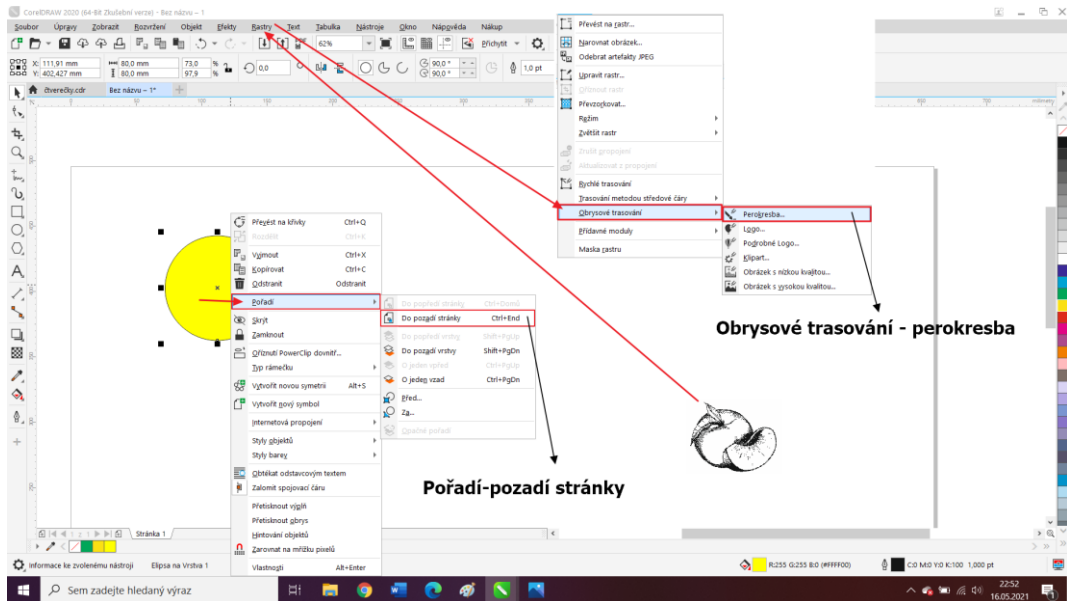 CorelDRAW 2020 (64-Bit Zkušební verze) - Bez názvu – 1
Soubor Úpravy Zobrazit Rozvržení Objekt Efekty Rastry Text Tabulka Nástroje Okno Nápověda Nákup
62% Přichytit
X: 111,91 mm 80,0 mm 73,0 % 0,0 ° 90,0 ° 1,0 pt
Y: 402,427 mm 80,0 mm 97,9 % 90,0 °
čtverečky.cdr Bez názvu – 1*
Převést na rastr...
Narovnat obrázek...
Odebrat artefakty JPEG
Upravit rastr...
Oříznout rastr
Převzorkovat...
Režim
Zvětšit rastr
Zrušit propojení
Aktualizovat z propojení
Rychlé trasování
Trasování metodou středové čáry
Obrysové trasování
Přídavné moduly
Maska rastru
Perokresba...
Logo...
Podrobné Logo...
Klipart...
Obrázek s nízkou kvalitou...
Obrázek s vysokou kvalitou...
Obrysové trasování - perokresba
Převést na křivky Ctrl+Q
Rozdělit Ctrl+K
Vyjmout Ctrl+X
Kopírovat Ctrl+C
Odstranit Odstranit
Pořadí
Skrýt
Zamknout
Oříznutí PowerClip dovnitř...
Typ rámečku
Vytvořit novou symetrii Alt+S
Vytvořit nový symbol
Internetová propojení
Styly objektů
Styly barev
Obtékat odstavcovým textem
Zalomit spojovací čáru
Přetisknout výplň
Přetisknout obrys
Hintování objektů
Zarovnat na mřížku pixelů
Vlastnosti Alt+Enter
Do popředí stránky Ctrl+Domů
Do pozadí stránky Ctrl+End
Do popředí vrstvy Shift+PgUp
Do pozadí vrstvy Shift+PgDn
O jeden vpřed Ctrl+PgUp
O jeden vzad Ctrl+PgDn
Před...
Za...
Opačné pořadí
Pořadí-pozadí stránky
Stránka 1
Informace ke zvolenému nástroji Elipsa na Vrstva 1 R:255 G:255 B:0 (#FFFF00) C:0 M:0 Y:0 K:100 1,000 pt
Sem zadejte hledaný výraz
22:52
16.05.2021